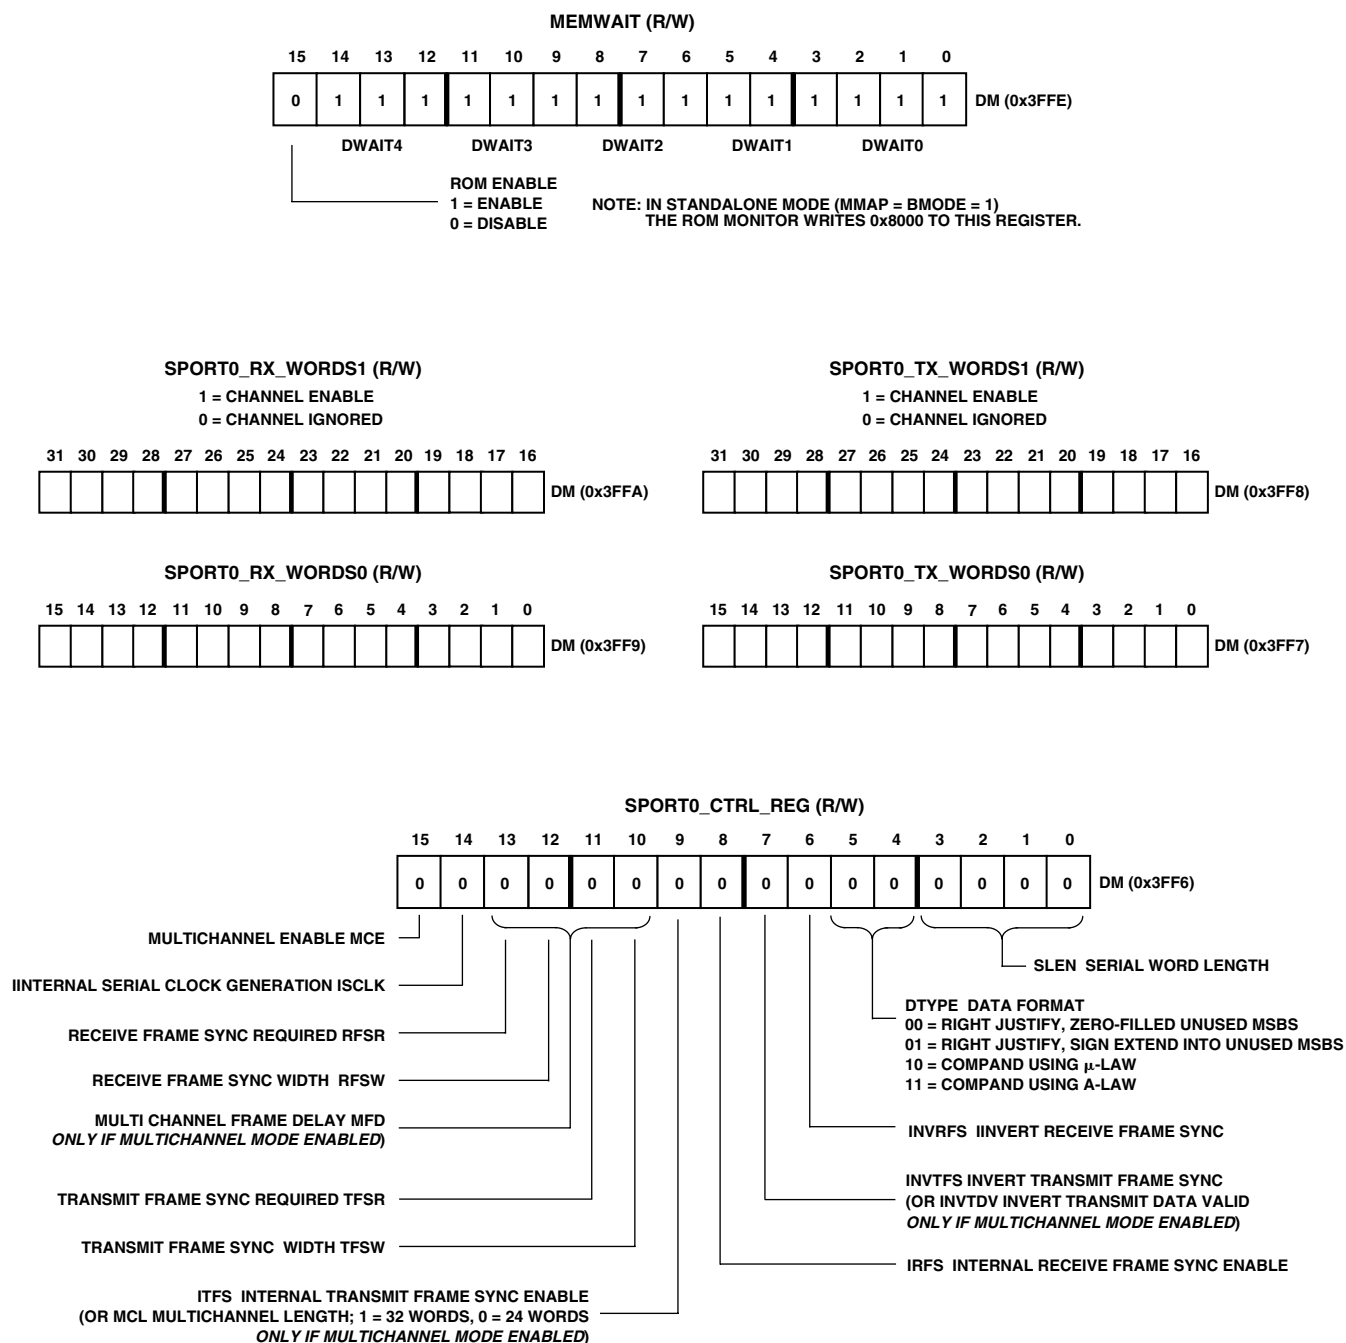 MEMWAIT (R/W)
15 14 13 12 11 10 9 8 7 6 5 4 3 2 1 0
0 1 1 1 1 1 1 1 1 1 1 1 1 1 1 1 DM (0x3FFE)
DWAIT4 DWAIT3 DWAIT2 DWAIT1 DWAIT0
ROM ENABLE
1 = ENABLE
0 = DISABLE
NOTE: IN STANDALONE MODE (MMAP = BMODE = 1)
THE ROM MONITOR WRITES 0x8000 TO THIS REGISTER.
SPORT0_RX_WORDS1 (R/W)
1 = CHANNEL ENABLE
0 = CHANNEL IGNORED
31 30 29 28 27 26 25 24 23 22 21 20 19 18 17 16
DM (0x3FFA)
SPORT0_TX_WORDS1 (R/W)
1 = CHANNEL ENABLE
0 = CHANNEL IGNORED
31 30 29 28 27 26 25 24 23 22 21 20 19 18 17 16
DM (0x3FF8)
SPORT0_RX_WORDS0 (R/W)
15 14 13 12 11 10 9 8 7 6 5 4 3 2 1 0
DM (0x3FF9)
SPORT0_TX_WORDS0 (R/W)
15 14 13 12 11 10 9 8 7 6 5 4 3 2 1 0
DM (0x3FF7)
SPORT0_CTRL_REG (R/W)
15 14 13 12 11 10 9 8 7 6 5 4 3 2 1 0
0 0 0 0 0 0 0 0 0 0 0 0 0 0 0 0 DM (0x3FF6)
MULTICHANNEL ENABLE MCE
IINTERNAL SERIAL CLOCK GENERATION ISCLK
RECEIVE FRAME SYNC REQUIRED RFSR
RECEIVE FRAME SYNC WIDTH RFSW
MULTI CHANNEL FRAME DELAY MFD
ONLY IF MULTICHANNEL MODE ENABLED)
TRANSMIT FRAME SYNC REQUIRED TFSR
TRANSMIT FRAME SYNC WIDTH TFSW
ITFS INTERNAL TRANSMIT FRAME SYNC ENABLE
(OR MCL MULTICHANNEL LENGTH; 1 = 32 WORDS, 0 = 24 WORDS
ONLY IF MULTICHANNEL MODE ENABLED)
SLEN SERIAL WORD LENGTH
DTYPE DATA FORMAT
00 = RIGHT JUSTIFY, ZERO-FILLED UNUSED MSBS
01 = RIGHT JUSTIFY, SIGN EXTEND INTO UNUSED MSBS
10 = COMPAND USING μ-LAW
11 = COMPAND USING A-LAW
INVRFS IINVERT RECEIVE FRAME SYNC
INVTFS INVERT TRANSMIT FRAME SYNC
(OR INVTDV INVERT TRANSMIT DATA VALID
ONLY IF MULTICHANNEL MODE ENABLED)
IRFS INTERNAL RECEIVE FRAME SYNC ENABLE